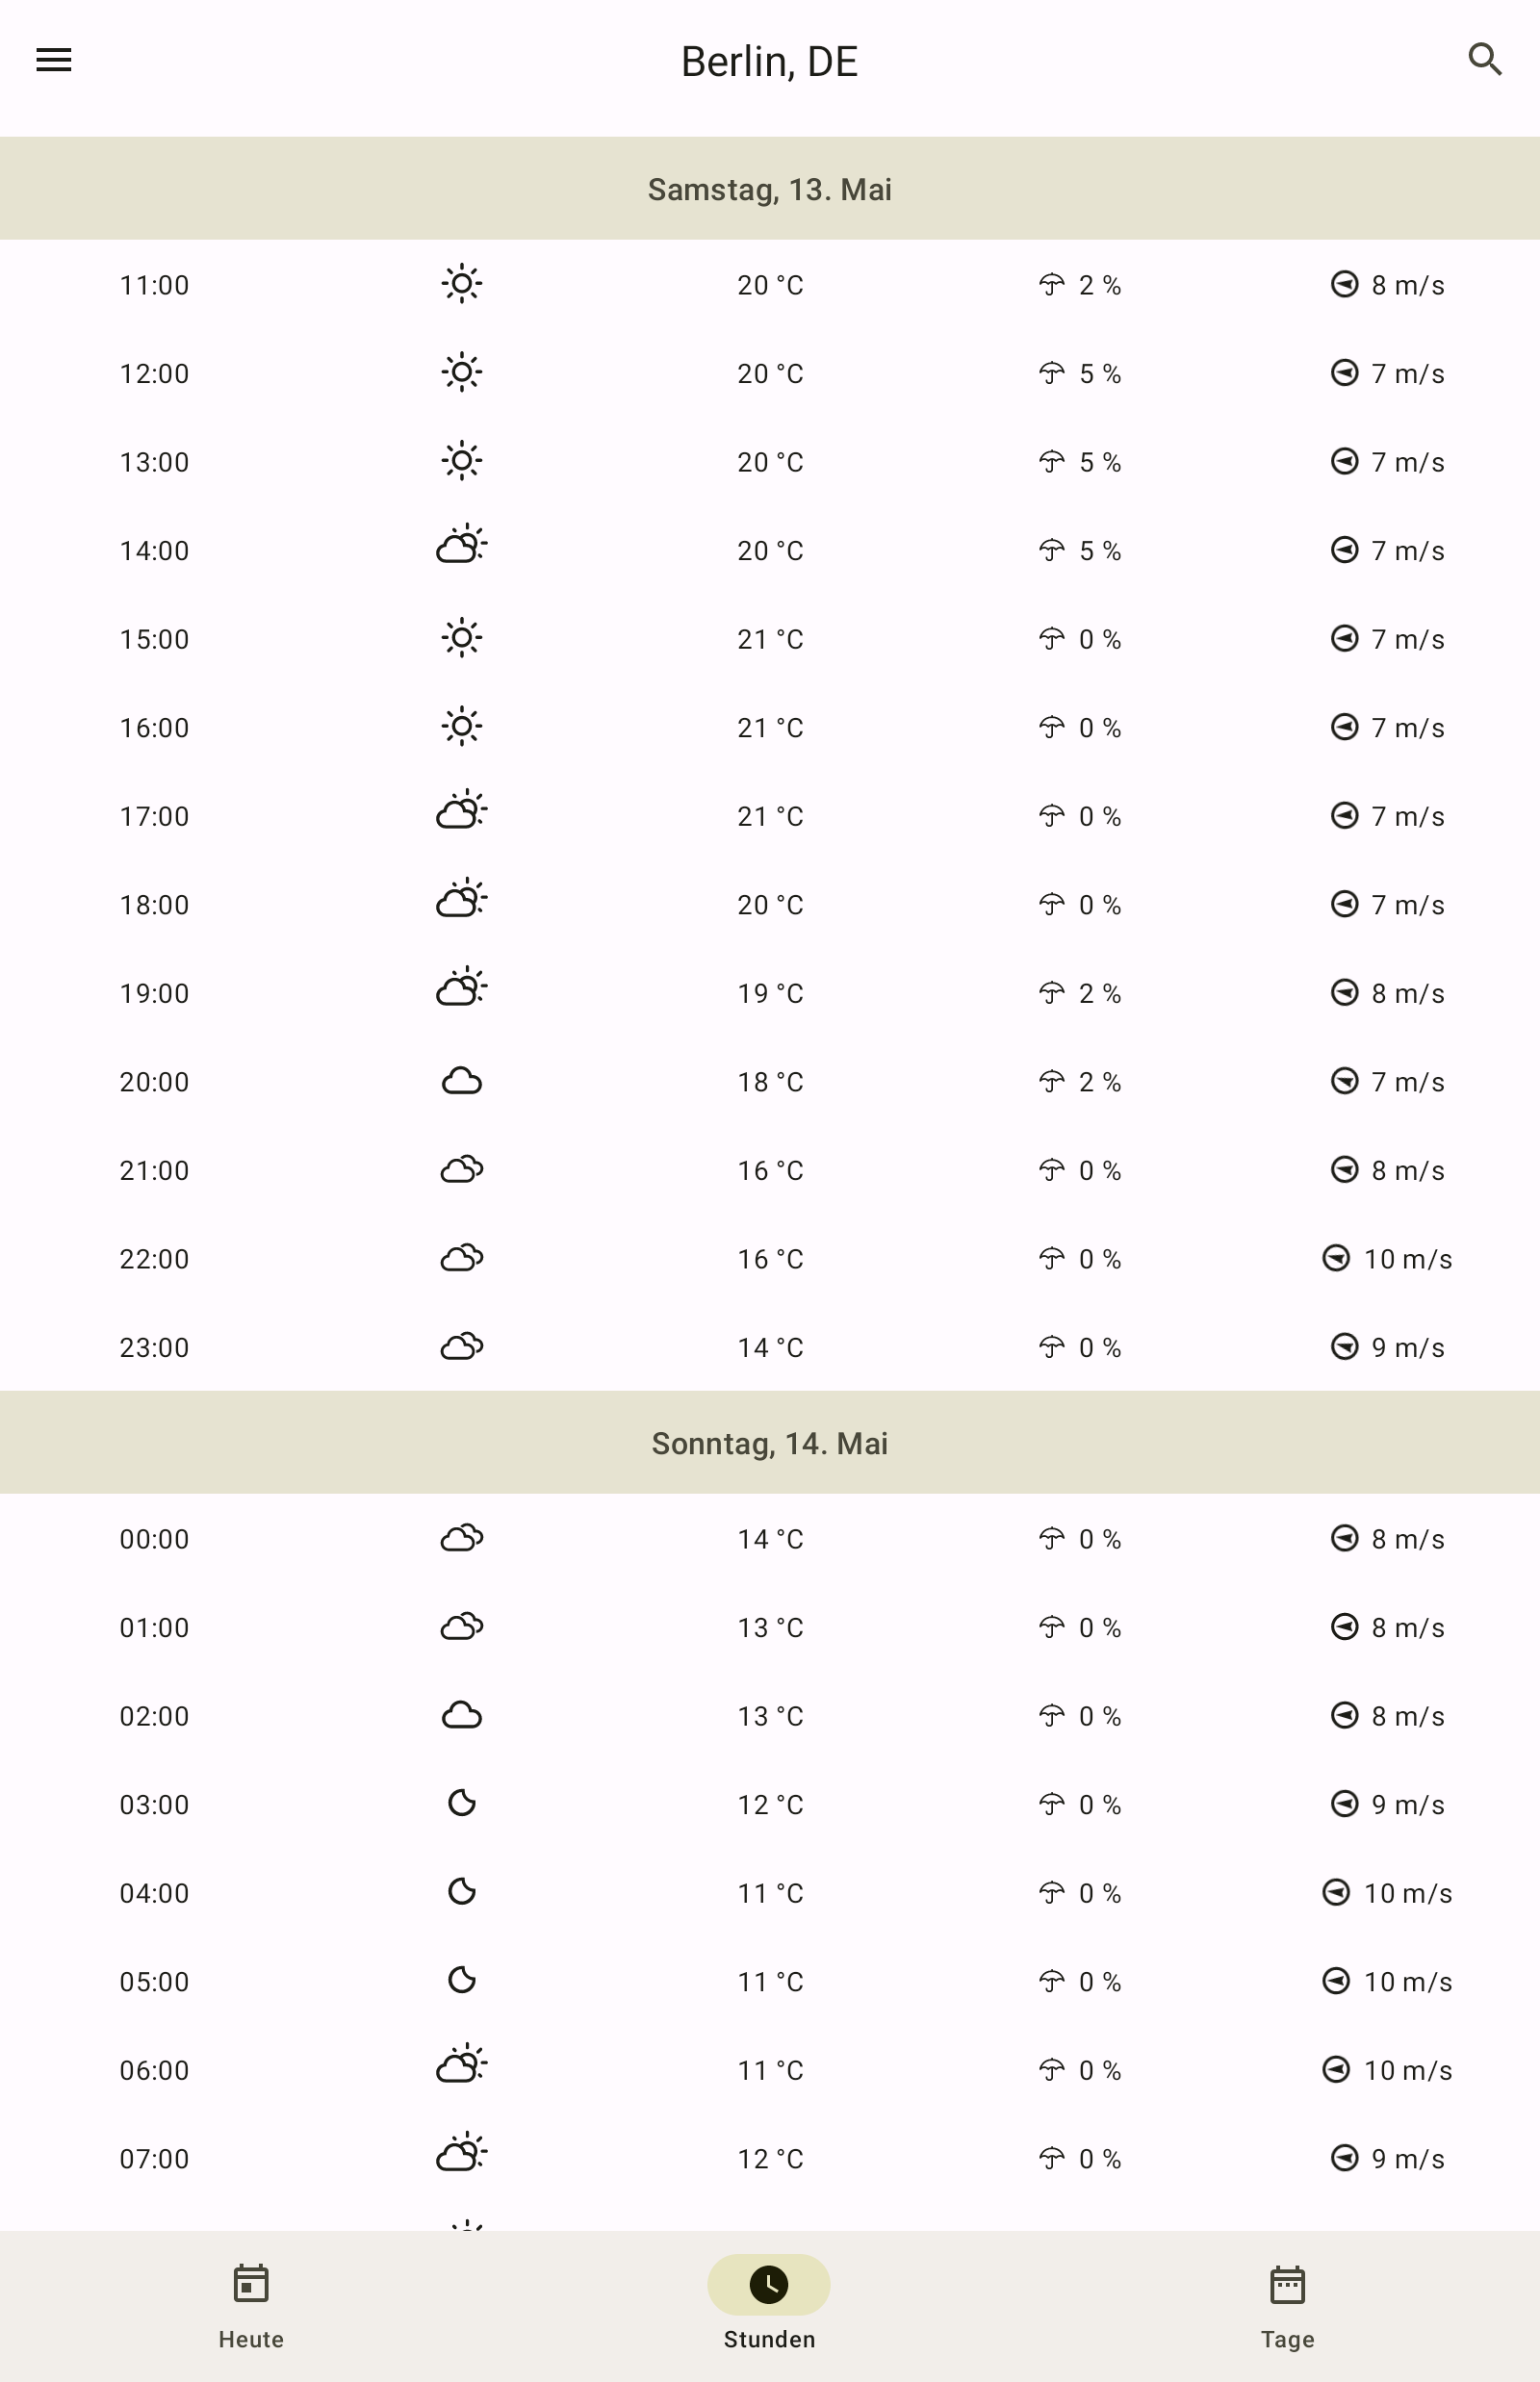 Berlin, DE
Samstag, 13. Mai
11:00 20 °C 2 % 8 m/s
12:00 20 °C 5 % 7 m/s
13:00 20 °C 5 % 7 m/s
14:00 20 °C 5 % 7 m/s
15:00 21 °C 0 % 7 m/s
16:00 21 °C 0 % 7 m/s
17:00 21 °C 0 % 7 m/s
18:00 20 °C 0 % 7 m/s
19:00 19 °C 2 % 8 m/s
20:00 18 °C 2 % 7 m/s
21:00 16 °C 0 % 8 m/s
22:00 16 °C 0 % 10 m/s
23:00 14 °C 0 % 9 m/s
Sonntag, 14. Mai
00:00 14 °C 0 % 8 m/s
01:00 13 °C 0 % 8 m/s
02:00 13 °C 0 % 8 m/s
03:00 12 °C 0 % 9 m/s
04:00 11 °C 0 % 10 m/s
05:00 11 °C 0 % 10 m/s
06:00 11 °C 0 % 10 m/s
07:00 12 °C 0 % 9 m/s
Heute Stunden Tage